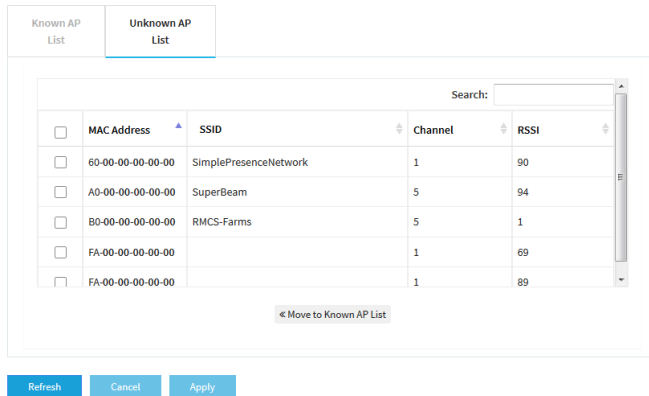 Known AP Unknown AP
List List
Search:
MAC Address SSID Channel RSSI
60-00-00-00-00-00 SimplePresenceNetwork 1 90
A0-00-00-00-00-00 SuperBeam 5 94
B0-00-00-00-00-00 RMCS-Farms 5 1
FA-00-00-00-00-00 1 69
FA-00-00-00-00-00 1 89
« Move to Known AP List
Refresh Cancel Apply